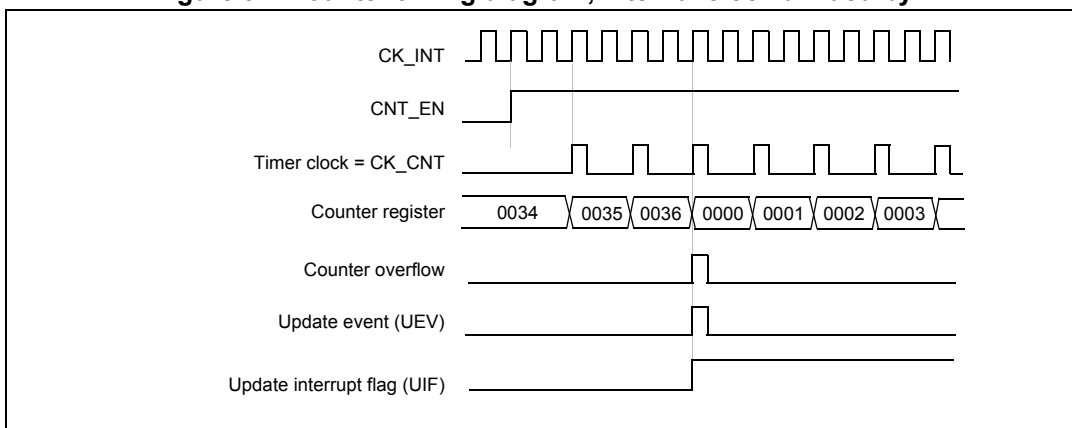 CK_INT
CNT_EN
Timer clock = CK_CNT
Counter register 0034 0035 0036 0000 0001 0002 0003
Counter overflow
Update event (UEV)
Update interrupt flag (UIF)